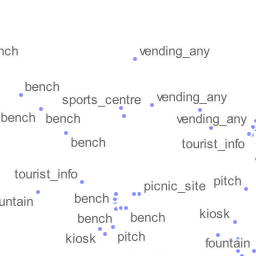 nch
vending_any
bench
sports_centre
vending_any
bench
bench
vending_any
bench
tourist_info
tourist_info
picnic_site
pitch
untain
bench
bench
bench
kiosk
kiosk
pitch
fountain